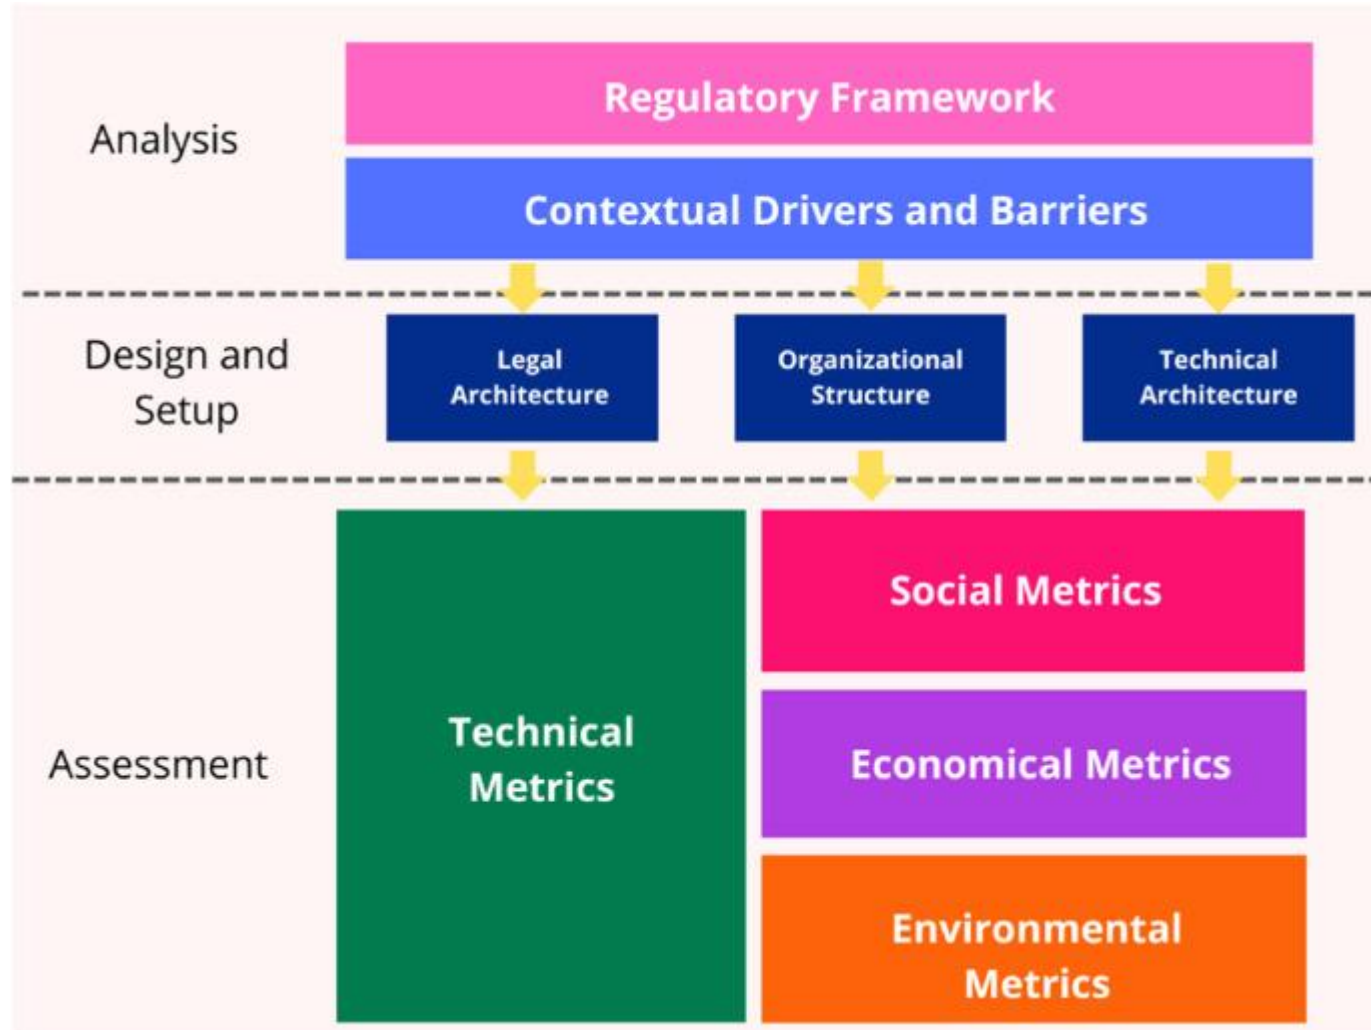 Regulatory Framework
Analysis
Contextual Drivers and Barriers
Design and
Setup
Legal
Architecture
Organizational
Structure
Technical
Architecture
Assessment
Technical
Metrics
Social Metrics
Economical Metrics
Environmental
Metrics